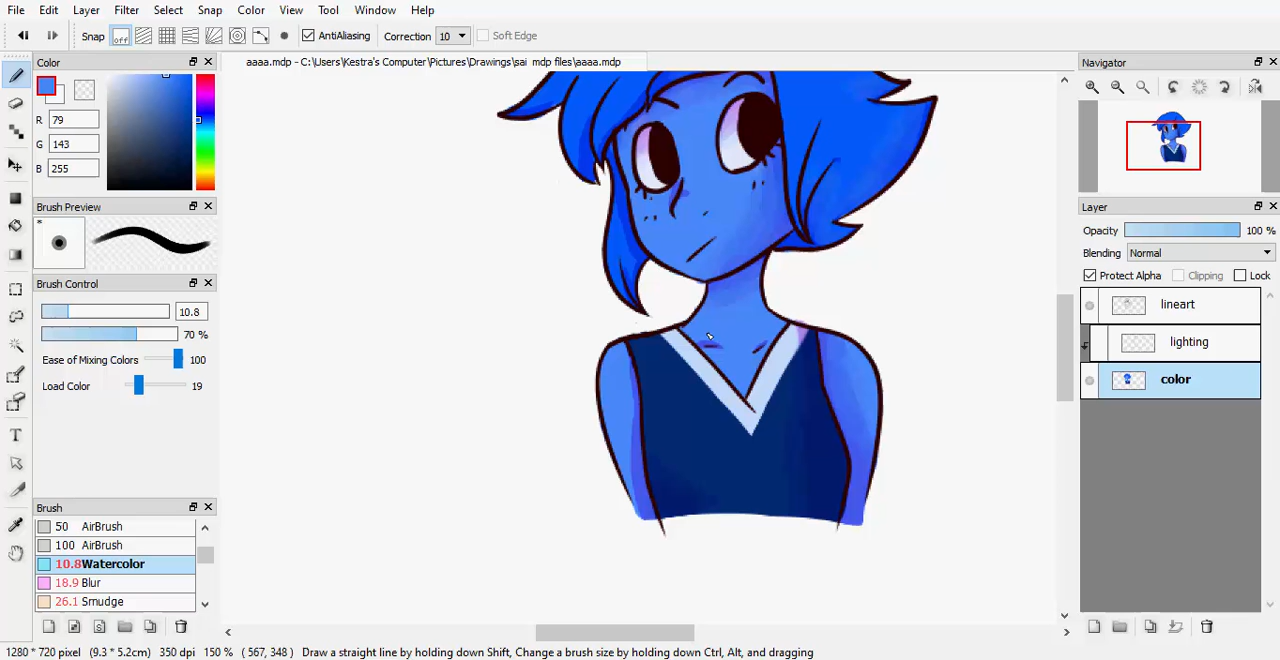 File Edit Layer Filter Select Snap Color View Tool Window Help
Snap off AntiAliasing Correction 10 Soft Edge
Color
aaaa.mdp - C:\Users\Kestra's Computer\Pictures\Drawings\sai mdp files\aaaa.mdp
Navigator
R 79
G 143
B 255
Brush Preview
Layer
Opacity 100 %
Blending Normal
Protect Alpha Clipping Lock
Brush Control
lineart
10.8
70 %
lighting
Ease of Mixing Colors 100
Load Color 19
color
Brush
50 AirBrush
100 AirBrush
10.8 Watercolor
18.9 Blur
26.1 Smudge
1280 * 720 pixel (9.3 * 5.2cm) 350 dpi 150 % ( 567, 348 ) Draw a straight line by holding down Shift, Change a brush size by holding down Ctrl, Alt, and dragging